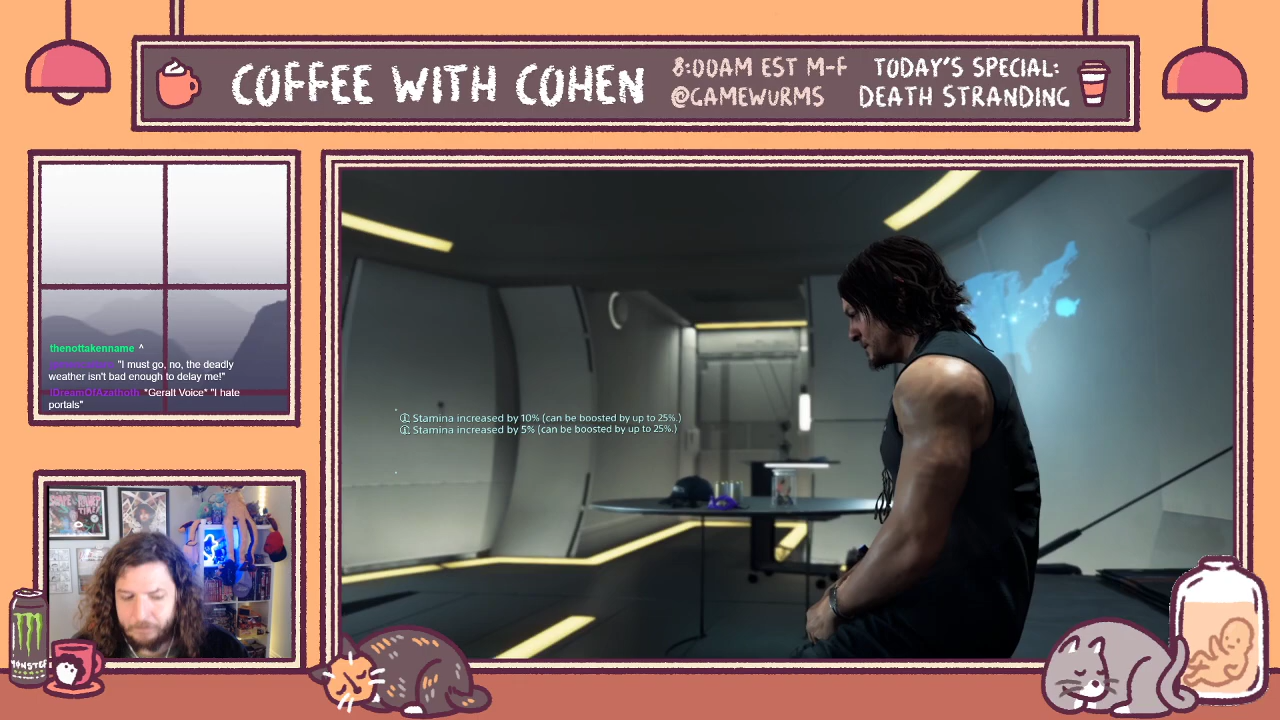 COFFEE WITH COHEN
8:00AM EST M-F
@GAMEWURMS
TODAY'S SPECIAL:
DEATH STRANDING
thenottakenname ^
"I must go, no, the deadly
weather isn't bad enough to delay me!"
IDreamOfAzathoth *Geralt Voice* "I hate
portals"
Stamina increased by 10% (can be boosted by up to 25%.)
Stamina increased by 5% (can be boosted by up to 25%.)
MONSTER